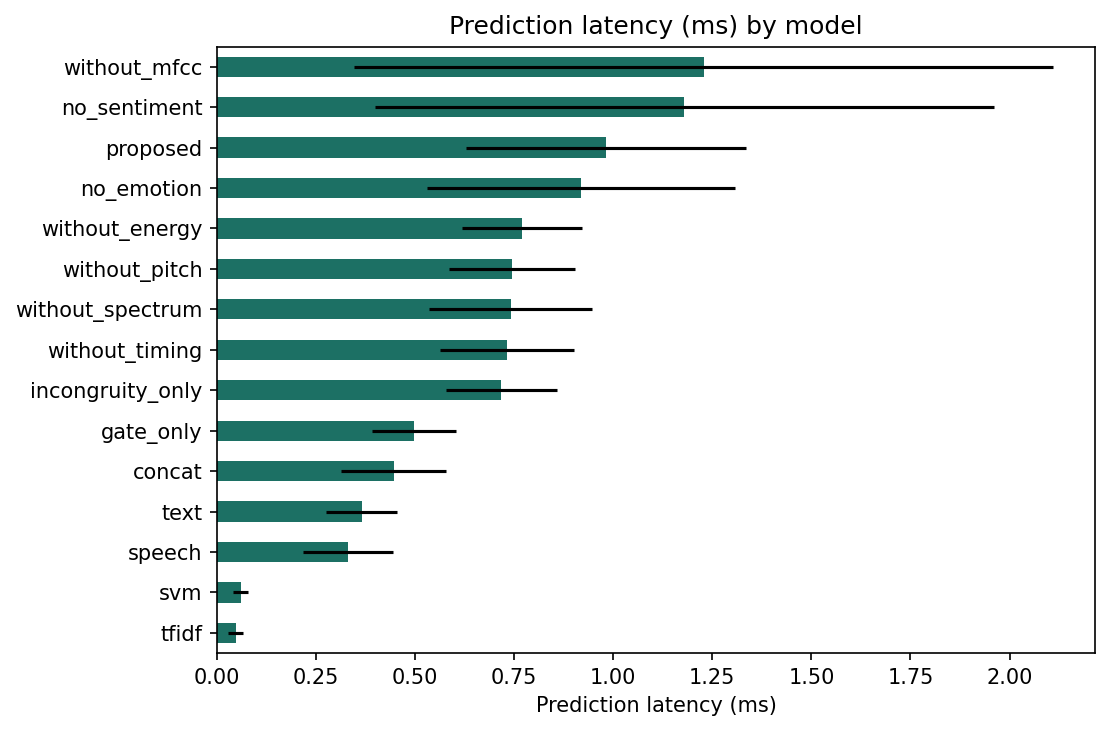 Prediction latency (ms) by model
without_mfcc
no_sentiment
proposed
no_emotion
without_energy
without_pitch
without_spectrum
without_timing
incongruity_only
gate_only
concat
text
speech
svm
tfidf
0.00 0.25 0.50 0.75 1.00 1.25 1.50 1.75 2.00
Prediction latency (ms)